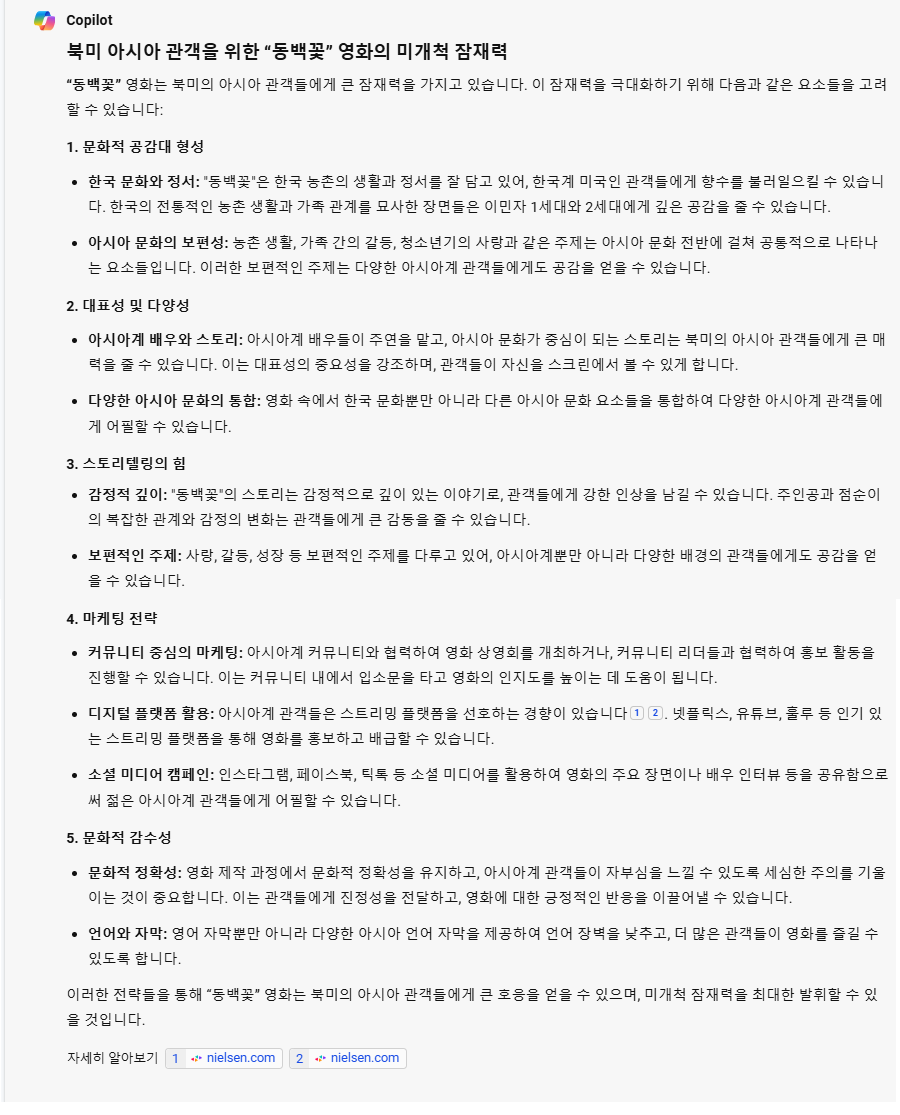 Copilot
북미 아시아 관객을 위한 “동백꽃” 영화의 미개척 잠재력
“동백꽃” 영화는 북미의 아시아 관객들에게 큰 잠재력을 가지고 있습니다. 이 잠재력을 극대화하기 위해 다음과 같은 요소들을 고려
할 수 있습니다:
1. 문화적 공감대 형성
• 한국 문화와 정서: "동백꽃"은 한국 농촌의 생활과 정서를 잘 담고 있어, 한국계 미국인 관객들에게 향수를 불러일으킬 수 있습니
다. 한국의 전통적인 농촌 생활과 가족 관계를 묘사한 장면들은 이민자 1세대와 2세대에게 깊은 공감을 줄 수 있습니다.
• 아시아 문화의 보편성: 농촌 생활, 가족 간의 갈등, 청소년기의 사랑과 같은 주제는 아시아 문화 전반에 걸쳐 공통적으로 나타나
는 요소들입니다. 이러한 보편적인 주제는 다양한 아시아계 관객들에게도 공감을 얻을 수 있습니다.
2. 대표성 및 다양성
• 아시아계 배우와 스토리: 아시아계 배우들이 주연을 맡고, 아시아 문화가 중심이 되는 스토리는 북미의 아시아 관객들에게 큰 매
력을 줄 수 있습니다. 이는 대표성의 중요성을 강조하며, 관객들이 자신을 스크린에서 볼 수 있게 합니다.
• 다양한 아시아 문화의 통합: 영화 속에서 한국 문화뿐만 아니라 다른 아시아 문화 요소들을 통합하여 다양한 아시아계 관객들에
게 어필할 수 있습니다.
3. 스토리텔링의 힘
• 감정적 깊이: "동백꽃"의 스토리는 감정적으로 깊이 있는 이야기로, 관객들에게 강한 인상을 남길 수 있습니다. 주인공과 점순이
의 복잡한 관계와 감정의 변화는 관객들에게 큰 감동을 줄 수 있습니다.
• 보편적인 주제: 사랑, 갈등, 성장 등 보편적인 주제를 다루고 있어, 아시아계뿐만 아니라 다양한 배경의 관객들에게도 공감을 얻
을 수 있습니다.
4. 마케팅 전략
• 커뮤니티 중심의 마케팅: 아시아계 커뮤니티와 협력하여 영화 상영회를 개최하거나, 커뮤니티 리더들과 협력하여 홍보 활동을
진행할 수 있습니다. 이는 커뮤니티 내에서 입소문을 타고 영화의 인지도를 높이는 데 도움이 됩니다.
• 디지털 플랫폼 활용: 아시아계 관객들은 스트리밍 플랫폼을 선호하는 경향이 있습니다 1 2 . 넷플릭스, 유튜브, 훌루 등 인기 있
는 스트리밍 플랫폼을 통해 영화를 홍보하고 배급할 수 있습니다.
• 소셜 미디어 캠페인: 인스타그램, 페이스북, 틱톡 등 소셜 미디어를 활용하여 영화의 주요 장면이나 배우 인터뷰 등을 공유함으로
써 젊은 아시아계 관객들에게 어필할 수 있습니다.
5. 문화적 감수성
• 문화적 정확성: 영화 제작 과정에서 문화적 정확성을 유지하고, 아시아계 관객들이 자부심을 느낄 수 있도록 세심한 주의를 기울
이는 것이 중요합니다. 이는 관객들에게 진정성을 전달하고, 영화에 대한 긍정적인 반응을 이끌어낼 수 있습니다.
• 언어와 자막: 영어 자막뿐만 아니라 다양한 아시아 언어 자막을 제공하여 언어 장벽을 낮추고, 더 많은 관객들이 영화를 즐길 수
있도록 합니다.
이러한 전략들을 통해 “동백꽃” 영화는 북미의 아시아 관객들에게 큰 호응을 얻을 수 있으며, 미개척 잠재력을 최대한 발휘할 수 있
을 것입니다.
자세히 알아보기 1 nielsen.com 2 nielsen.com